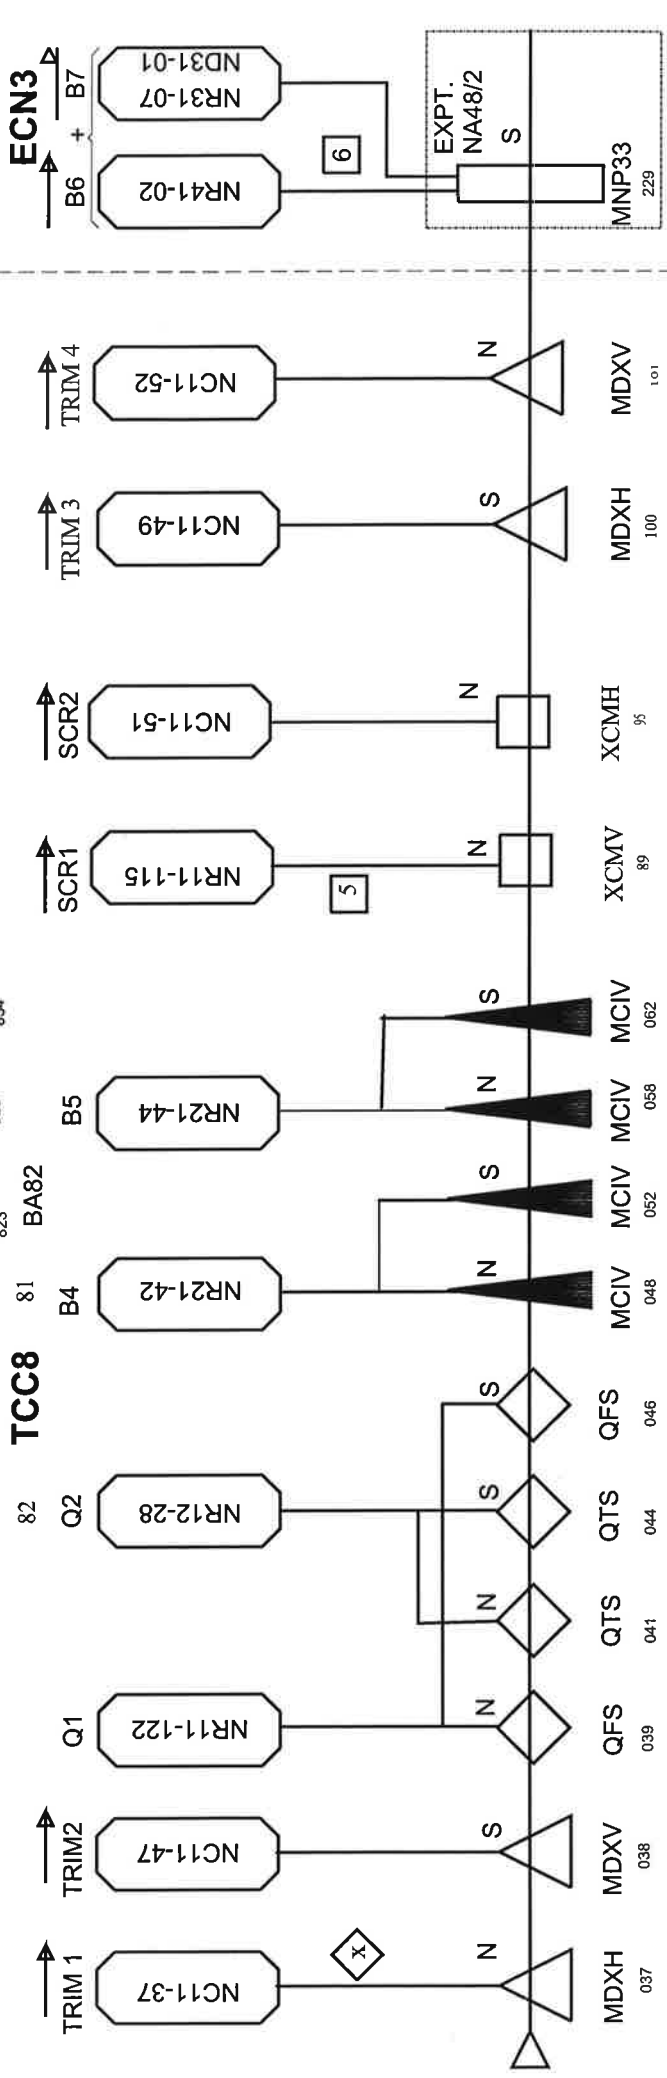 TCC8
ECN3
82
81
BA82
TRIM 1
TRIM2
Q1
Q2
B4
B5
SCR1
SCR2
TRIM 3
TRIM 4
B6 + B7
NC11-37
NC11-47
NR11-122
NR12-28
NR21-42
NR21-44
NR11-115
NC11-51
NC11-49
NC11-52
NR41-02
NR31-07
ND31-01
x
5
6
EXPT.
NA48/2
N
S
N
N
S
S
N
S
N
S
N
N
S
N
S
MDXH
037
MDXV
038
QFS
039
QTS
041
QTS
044
QFS
046
MCIV
048
MCIV
052
MCIV
058
MCIV
062
XCMV
89
XCMH
95
MDXH
100
MDXV
101
MNP33
229